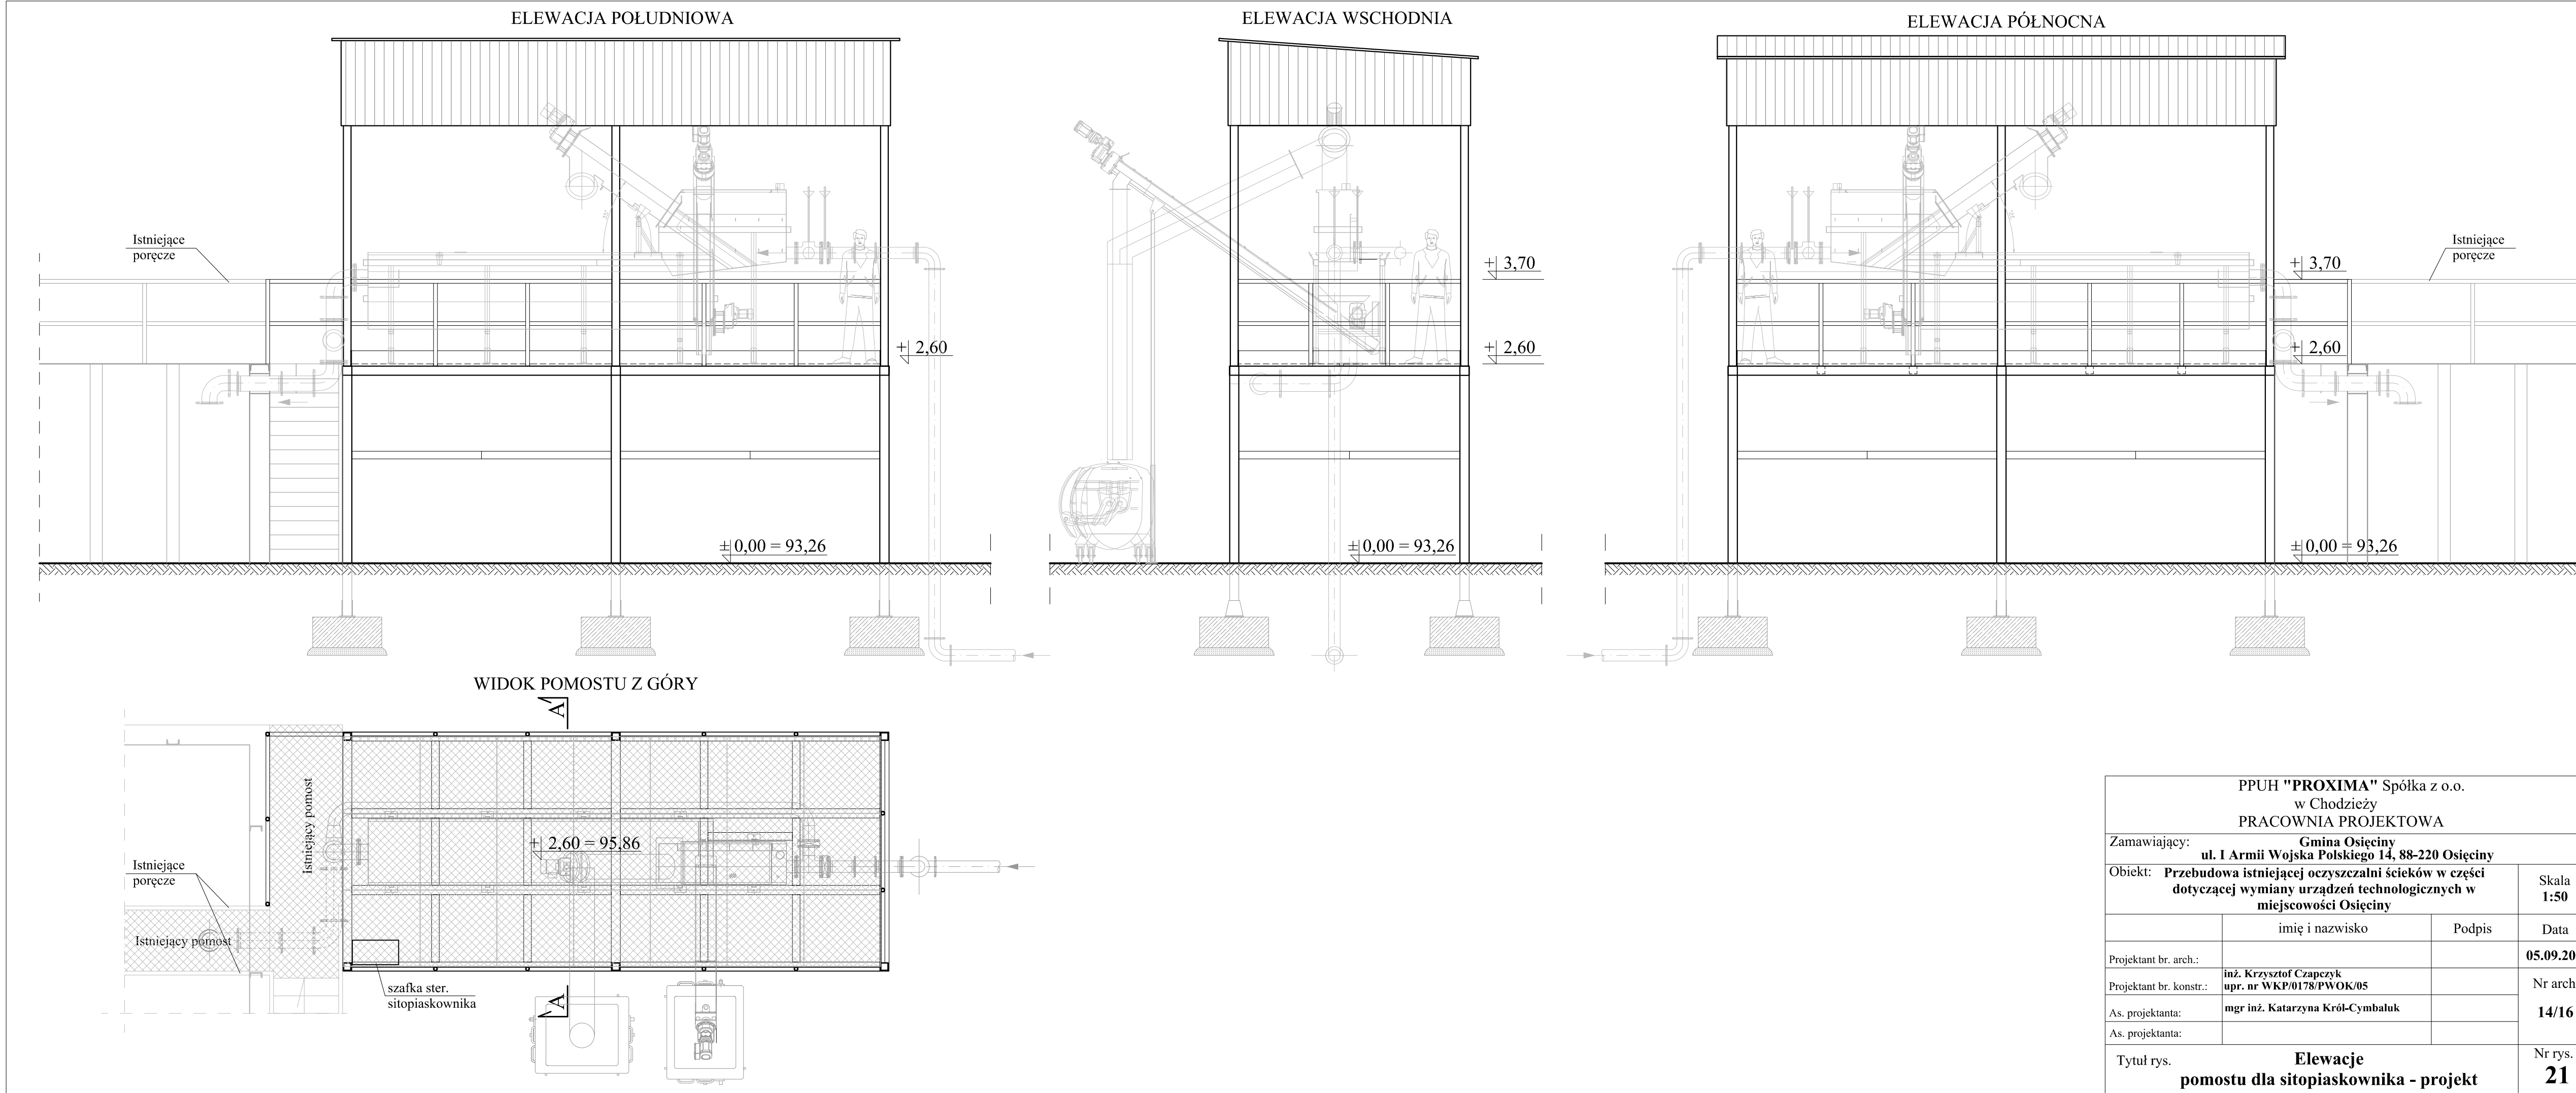 ELEWACJA POŁUDNIOWA
Istniejące
poręcze
+ 2,60
± 0,00 = 93,26
ELEWACJA WSCHODNIA
+ 3,70
+ 2,60
± 0,00 = 93,26
ELEWACJA PÓŁNOCNA
Istniejące
poręcze
+ 3,70
+ 2,60
± 0,00 = 93,26
WIDOK POMOSTU Z GÓRY
A
Istniejący pomost
+ 2,60 = 95,86
Istniejące
poręcze
Istniejący pomost
szafka ster.
sitopiaskownika
A
PPUH "PROXIMA" Spółka z o.o.
w Chodzieży
PRACOWNIA PROJEKTOWA
Zamawiający: Gmina Osięciny
ul. I Armii Wojska Polskiego 14, 88-220 Osięciny
Obiekt: Przebudowa istniejącej oczyszczalni ścieków w części
dotyczącej wymiany urządzeń technologicznych w
miejscowości Osięciny
Skala
1:50
imię i nazwisko Podpis Data
Projektant br. arch.: 05.09.20
Projektant br. konstr.: inż. Krzysztof Czapczyk
upr. nr WKP/0178/PWOK/05
Nr arch
As. projektanta: mgr inż. Katarzyna Król-Cymbaluk 14/16
As. projektanta:
Tytuł rys. Elewacje
pomostu dla sitopiaskownika - projekt
Nr rys.
21